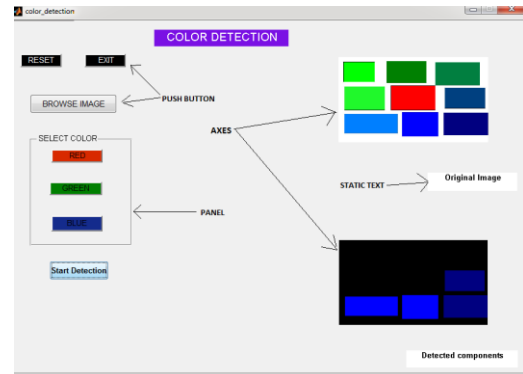 color_detection
COLOR DETECTION
RESET
EXIT
BROWSE IMAGE
PUSH BUTTON
AXES
SELECT COLOR
RED
GREEN
BLUE
STATIC TEXT
Original Image
PANEL
Start Detection
Detected components